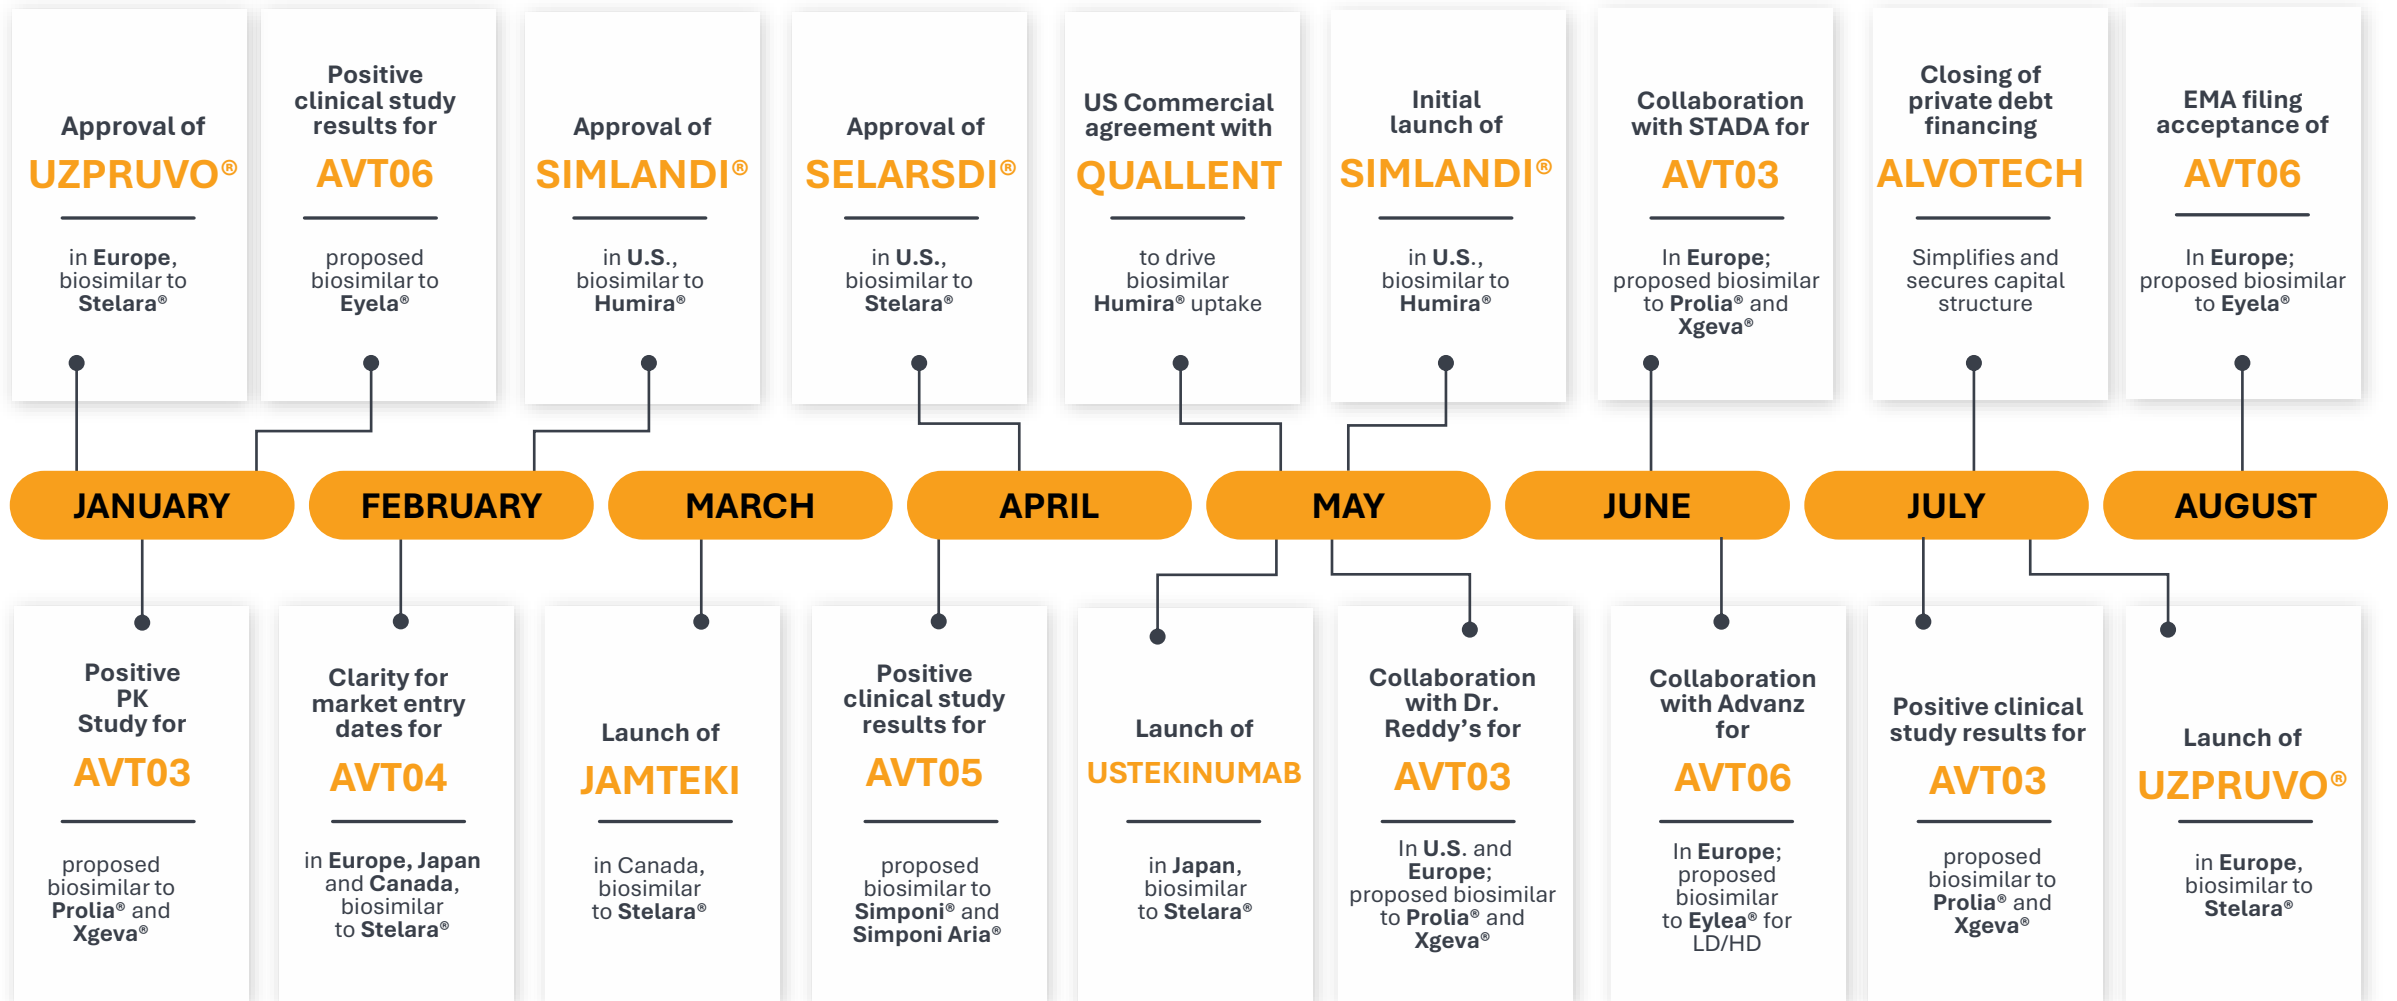 Approval of
UZPRUVO®
in Europe,
biosimilar to
Stelara®
Positive
clinical study
results for
AVT06
proposed
biosimilar to
Eyela®
Approval of
SIMLANDI®
in U.S.,
biosimilar to
Humira®
Approval of
SELARSDI®
in U.S.,
biosimilar to
Stelara®
US Commercial
agreement with
QUALLENT
to drive
biosimilar
Humira® uptake
Initial
launch of
SIMLANDI®
in U.S.,
biosimilar to
Humira®
Collaboration
with STADA for
AVT03
In Europe;
proposed biosimilar
to Prolia® and
Xgeva®
Closing of
private debt
financing
ALVOTECH
Simplifies and
secures capital
structure
EMA filing
acceptance of
AVT06
In Europe;
proposed biosimilar
to Eyela®
JANUARY
FEBRUARY
MARCH
APRIL
MAY
JUNE
JULY
AUGUST
Positive
PK
Study for
AVT03
proposed
biosimilar to
Prolia® and
Xgeva®
Clarity for
market entry
dates for
AVT04
in Europe, Japan
and Canada,
biosimilar
to Stelara®
Launch of
JAMTEKI
in Canada,
biosimilar
to Stelara®
Positive
clinical study
results for
AVT05
proposed
biosimilar to
Simponi® and
Simponi Aria®
Launch of
USTEKINUMAB
in Japan,
biosimilar
to Stelara®
Collaboration
with Dr.
Reddy's for
AVT03
In U.S. and
Europe;
proposed biosimilar
to Prolia® and
Xgeva®
Collaboration
with Advanz
for
AVT06
In Europe;
proposed
biosimilar
to Eylea® for
LD/HD
Positive clinical
study results for
AVT03
proposed
biosimilar to
Prolia® and
Xgeva®
Launch of
UZPRUVO®
in Europe,
biosimilar to
Stelara®